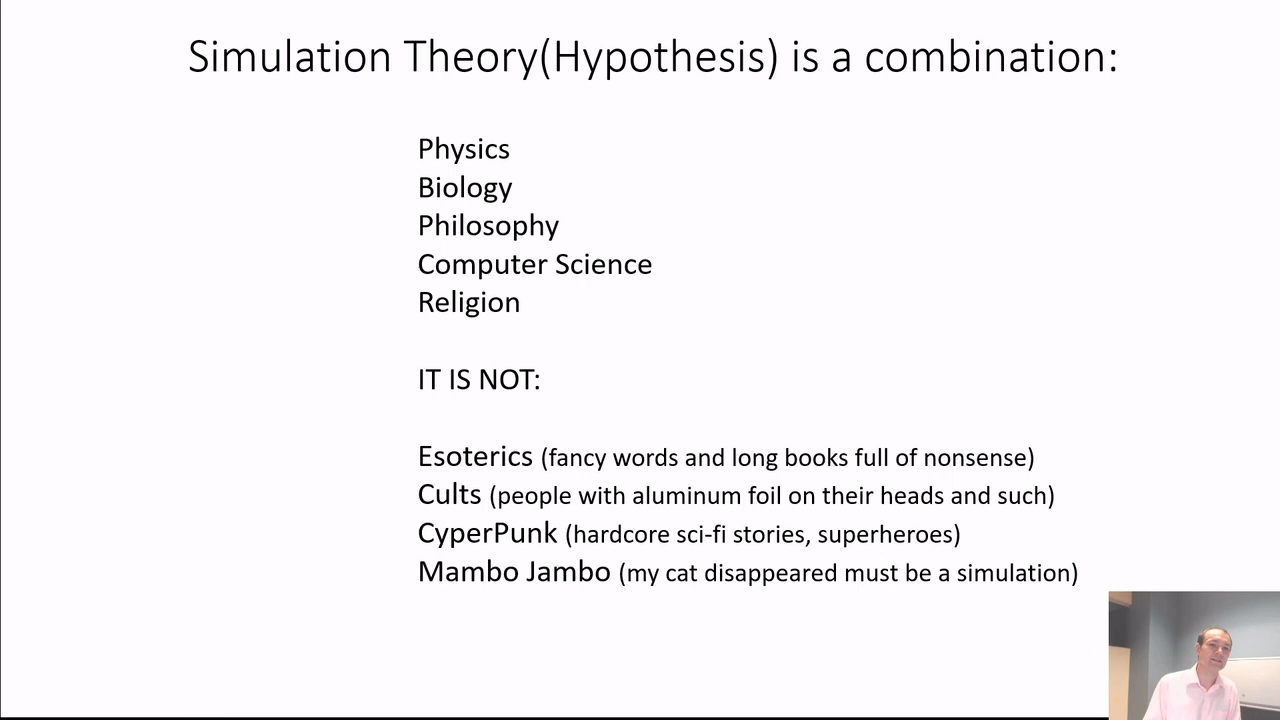 Simulation Theory(Hypothesis) is a combination:
Physics
Biology
Philosophy
Computer Science
Religion
IT IS NOT:
Esoterics (fancy words and long books full of nonsense)
Cults (people with aluminum foil on their heads and such)
CyperPunk (hardcore sci-fi stories, superheroes)
Mambo Jambo (my cat disappeared must be a simulation)